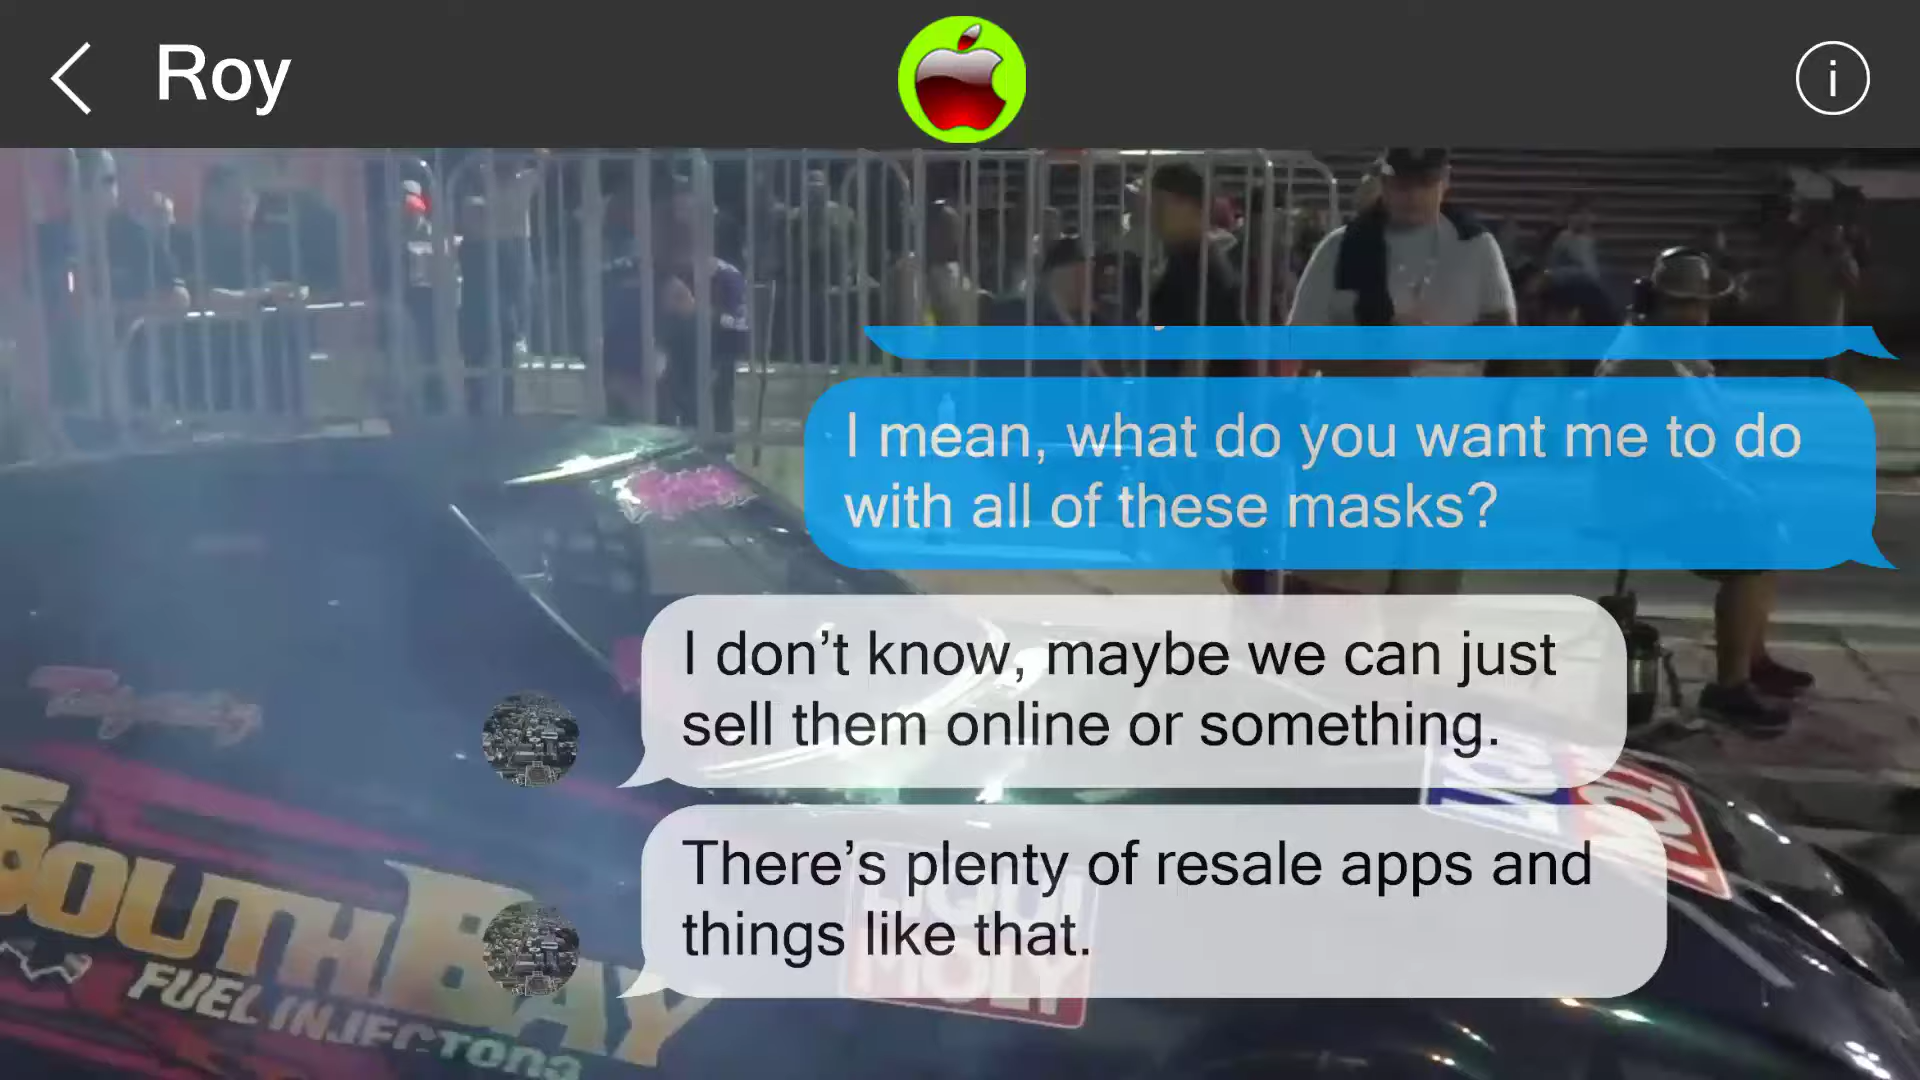 Roy
I mean, what do you want me to do
with all of these masks?
I don’t know, maybe we can just
sell them online or something.
There’s plenty of resale apps and
things like that.
SOUTH BAY
FUEL INJECTORS
LIQUI
MOLY